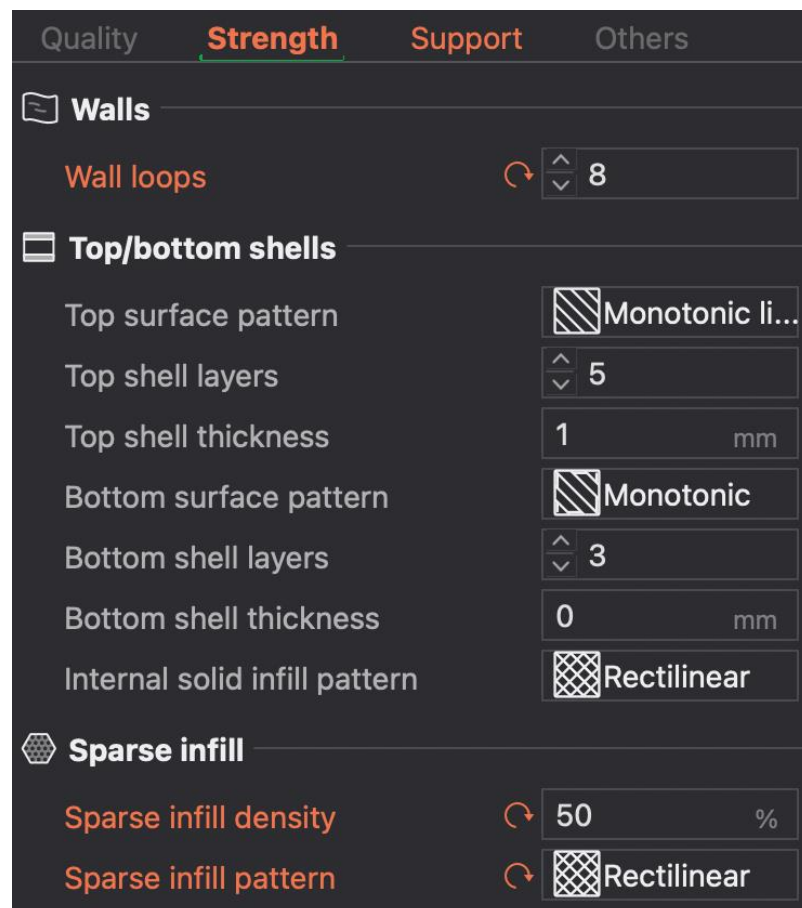 Quality Strength Support Others
Walls
Wall loops 8
Top/bottom shells
Top surface pattern Monotonic li...
Top shell layers 5
Top shell thickness 1 mm
Bottom surface pattern Monotonic
Bottom shell layers 3
Bottom shell thickness 0 mm
Internal solid infill pattern Rectilinear
Sparse infill
Sparse infill density 50 %
Sparse infill pattern Rectilinear